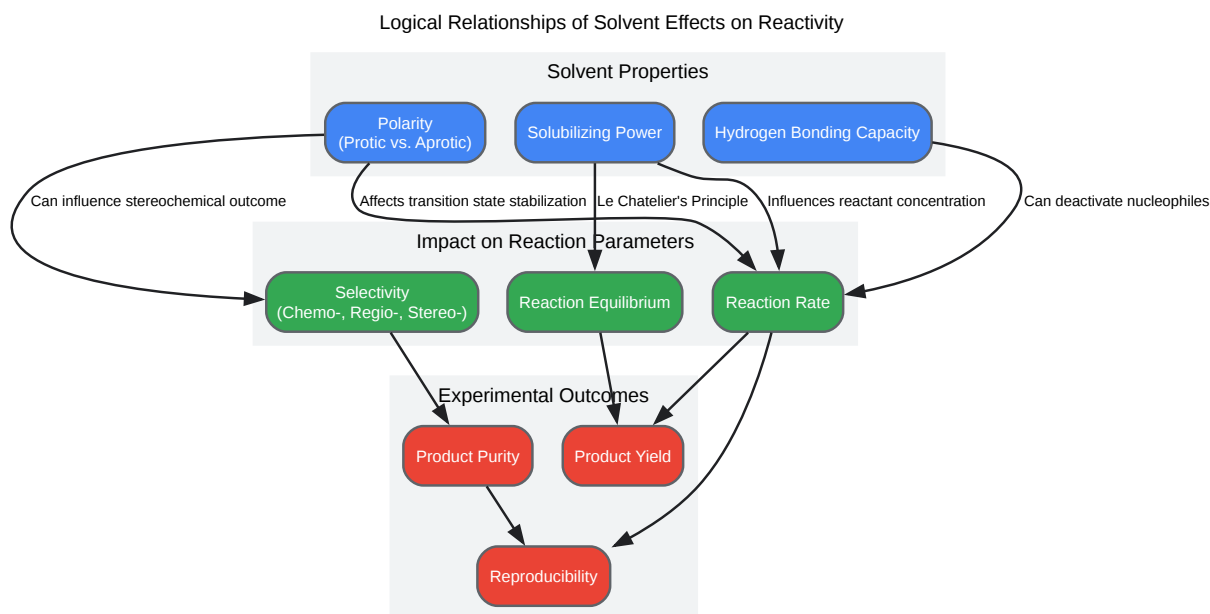 Logical Relationships of Solvent Effects on Reactivity
Solvent Properties
Polarity
(Protic vs. Aprotic)
Solubilizing Power
Hydrogen Bonding Capacity
Can influence stereochemical outcome
Affects transition state stabilization
Le Chatelier's Principle
Influences reactant concentration
Can deactivate nucleophiles
Impact on Reaction Parameters
Selectivity
(Chemo-, Regio-, Stereo-)
Reaction Equilibrium
Reaction Rate
Experimental Outcomes
Product Purity
Product Yield
Reproducibility